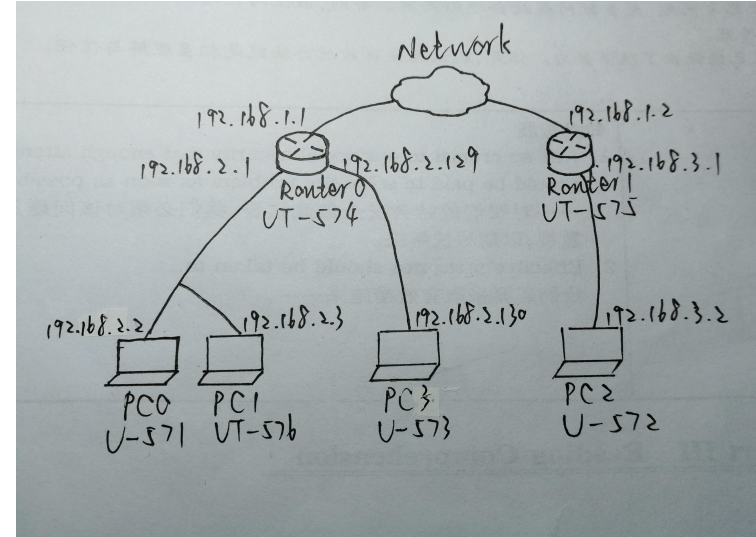 Network
192.168.1.1
192.168.1.2
192.168.2.1
192.168.2.129
192.168.3.1
Router0
UT-574
Router1
UT-575
192.168.2.2
192.168.2.3
192.168.2.130
192.168.3.2
PC0
U-571
PC1
UT-576
PC3
U-573
PC2
U-572